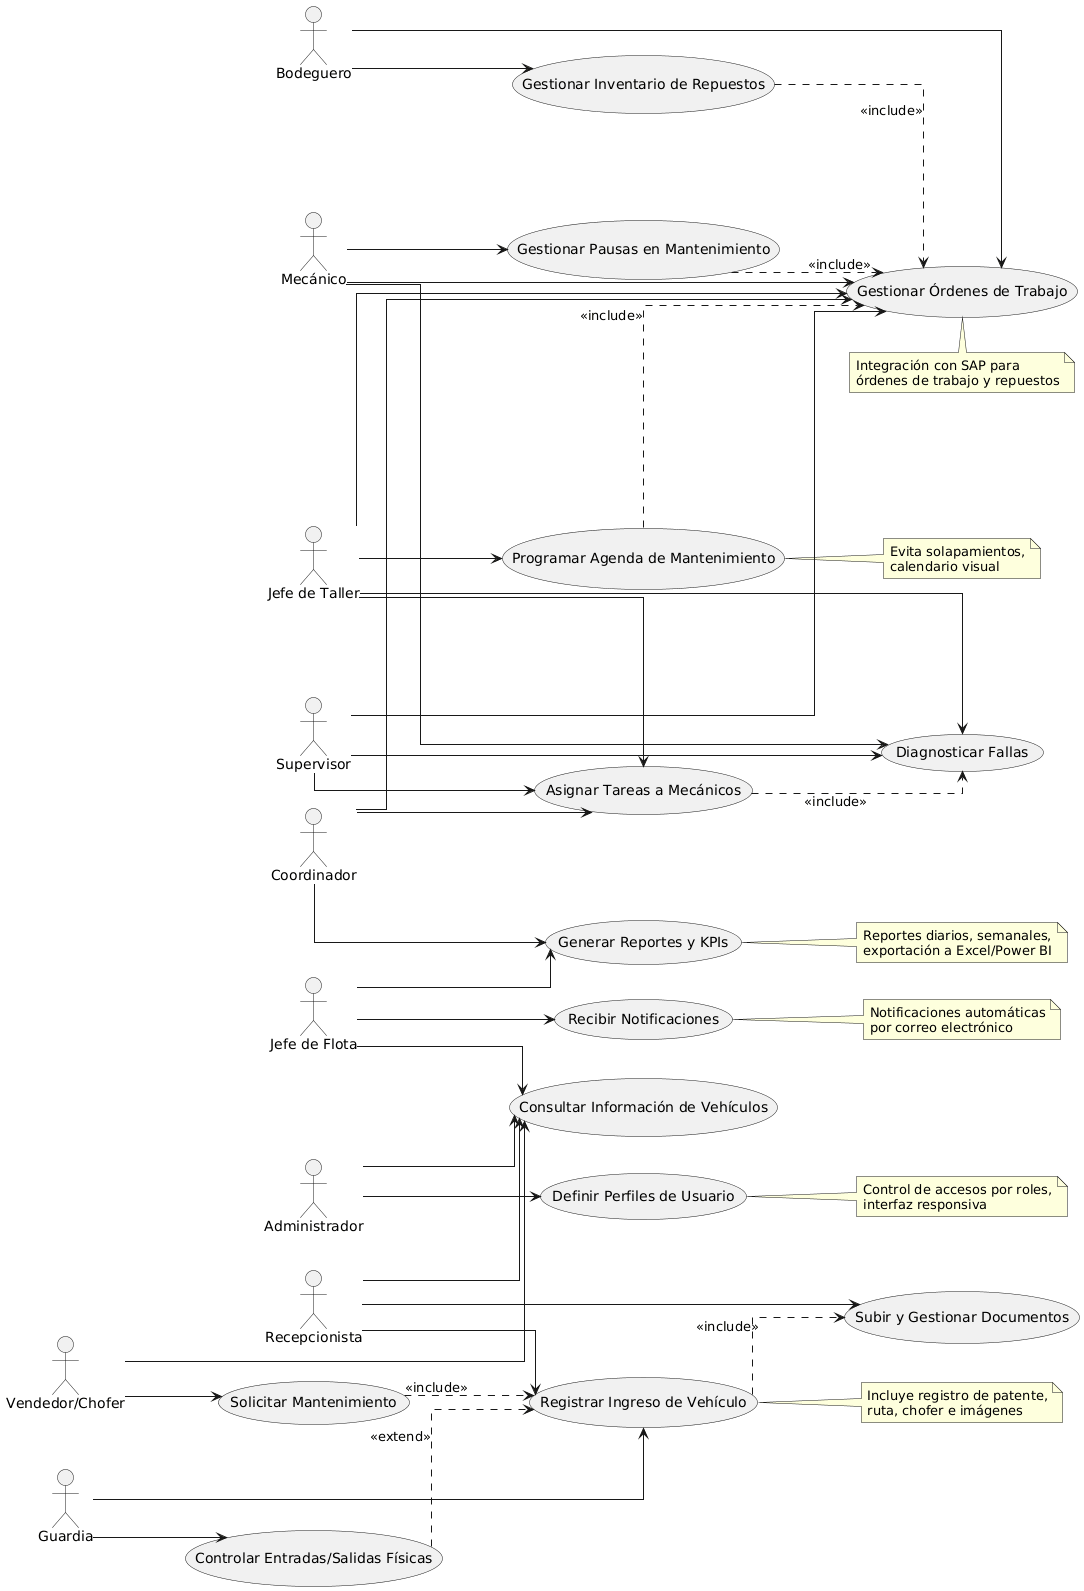 Bodeguero
Gestionar Inventario de Repuestos
«include»
Mecánico
Gestionar Pausas en Mantenimiento
«include»
Gestionar Órdenes de Trabajo
«include»
Integración con SAP para
órdenes de trabajo y repuestos
Jefe de Taller
Programar Agenda de Mantenimiento
Evita solapamientos,
calendario visual
Supervisor
Diagnosticar Fallas
Asignar Tareas a Mecánicos
«include»
Coordinador
Generar Reportes y KPIs
Reportes diarios, semanales,
exportación a Excel/Power BI
Jefe de Flota
Recibir Notificaciones
Notificaciones automáticas
por correo electrónico
Consultar Información de Vehículos
Administrador
Definir Perfiles de Usuario
Control de accesos por roles,
interfaz responsiva
Recepcionista
Subir y Gestionar Documentos
«include»
Vendedor/Chofer
Solicitar Mantenimiento
«include»
Registrar Ingreso de Vehículo
Incluye registro de patente,
ruta, chofer e imágenes
«extend»
Guardia
Controlar Entradas/Salidas Físicas